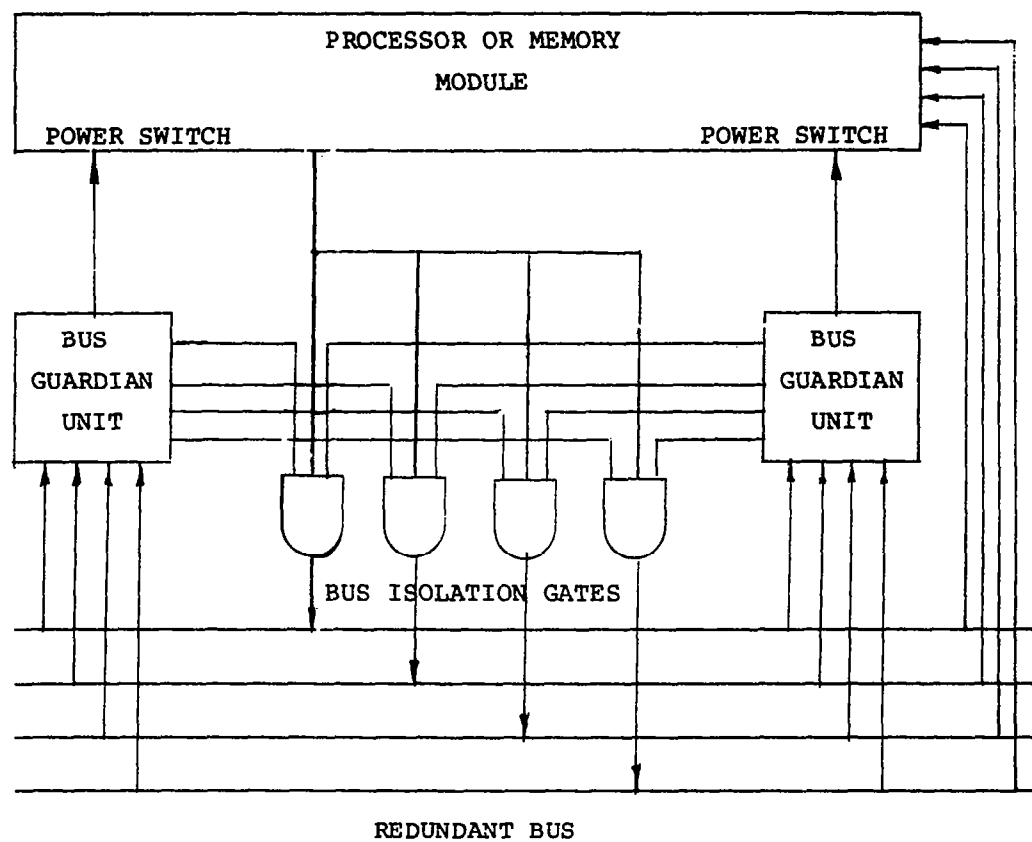 PROCESSOR OR MEMORY
MODULE
POWER SWITCH
POWER SWITCH
BUS
GUARDIAN
UNIT
BUS
GUARDIAN
UNIT
BUS ISOLATION GATES
REDUNDANT BUS